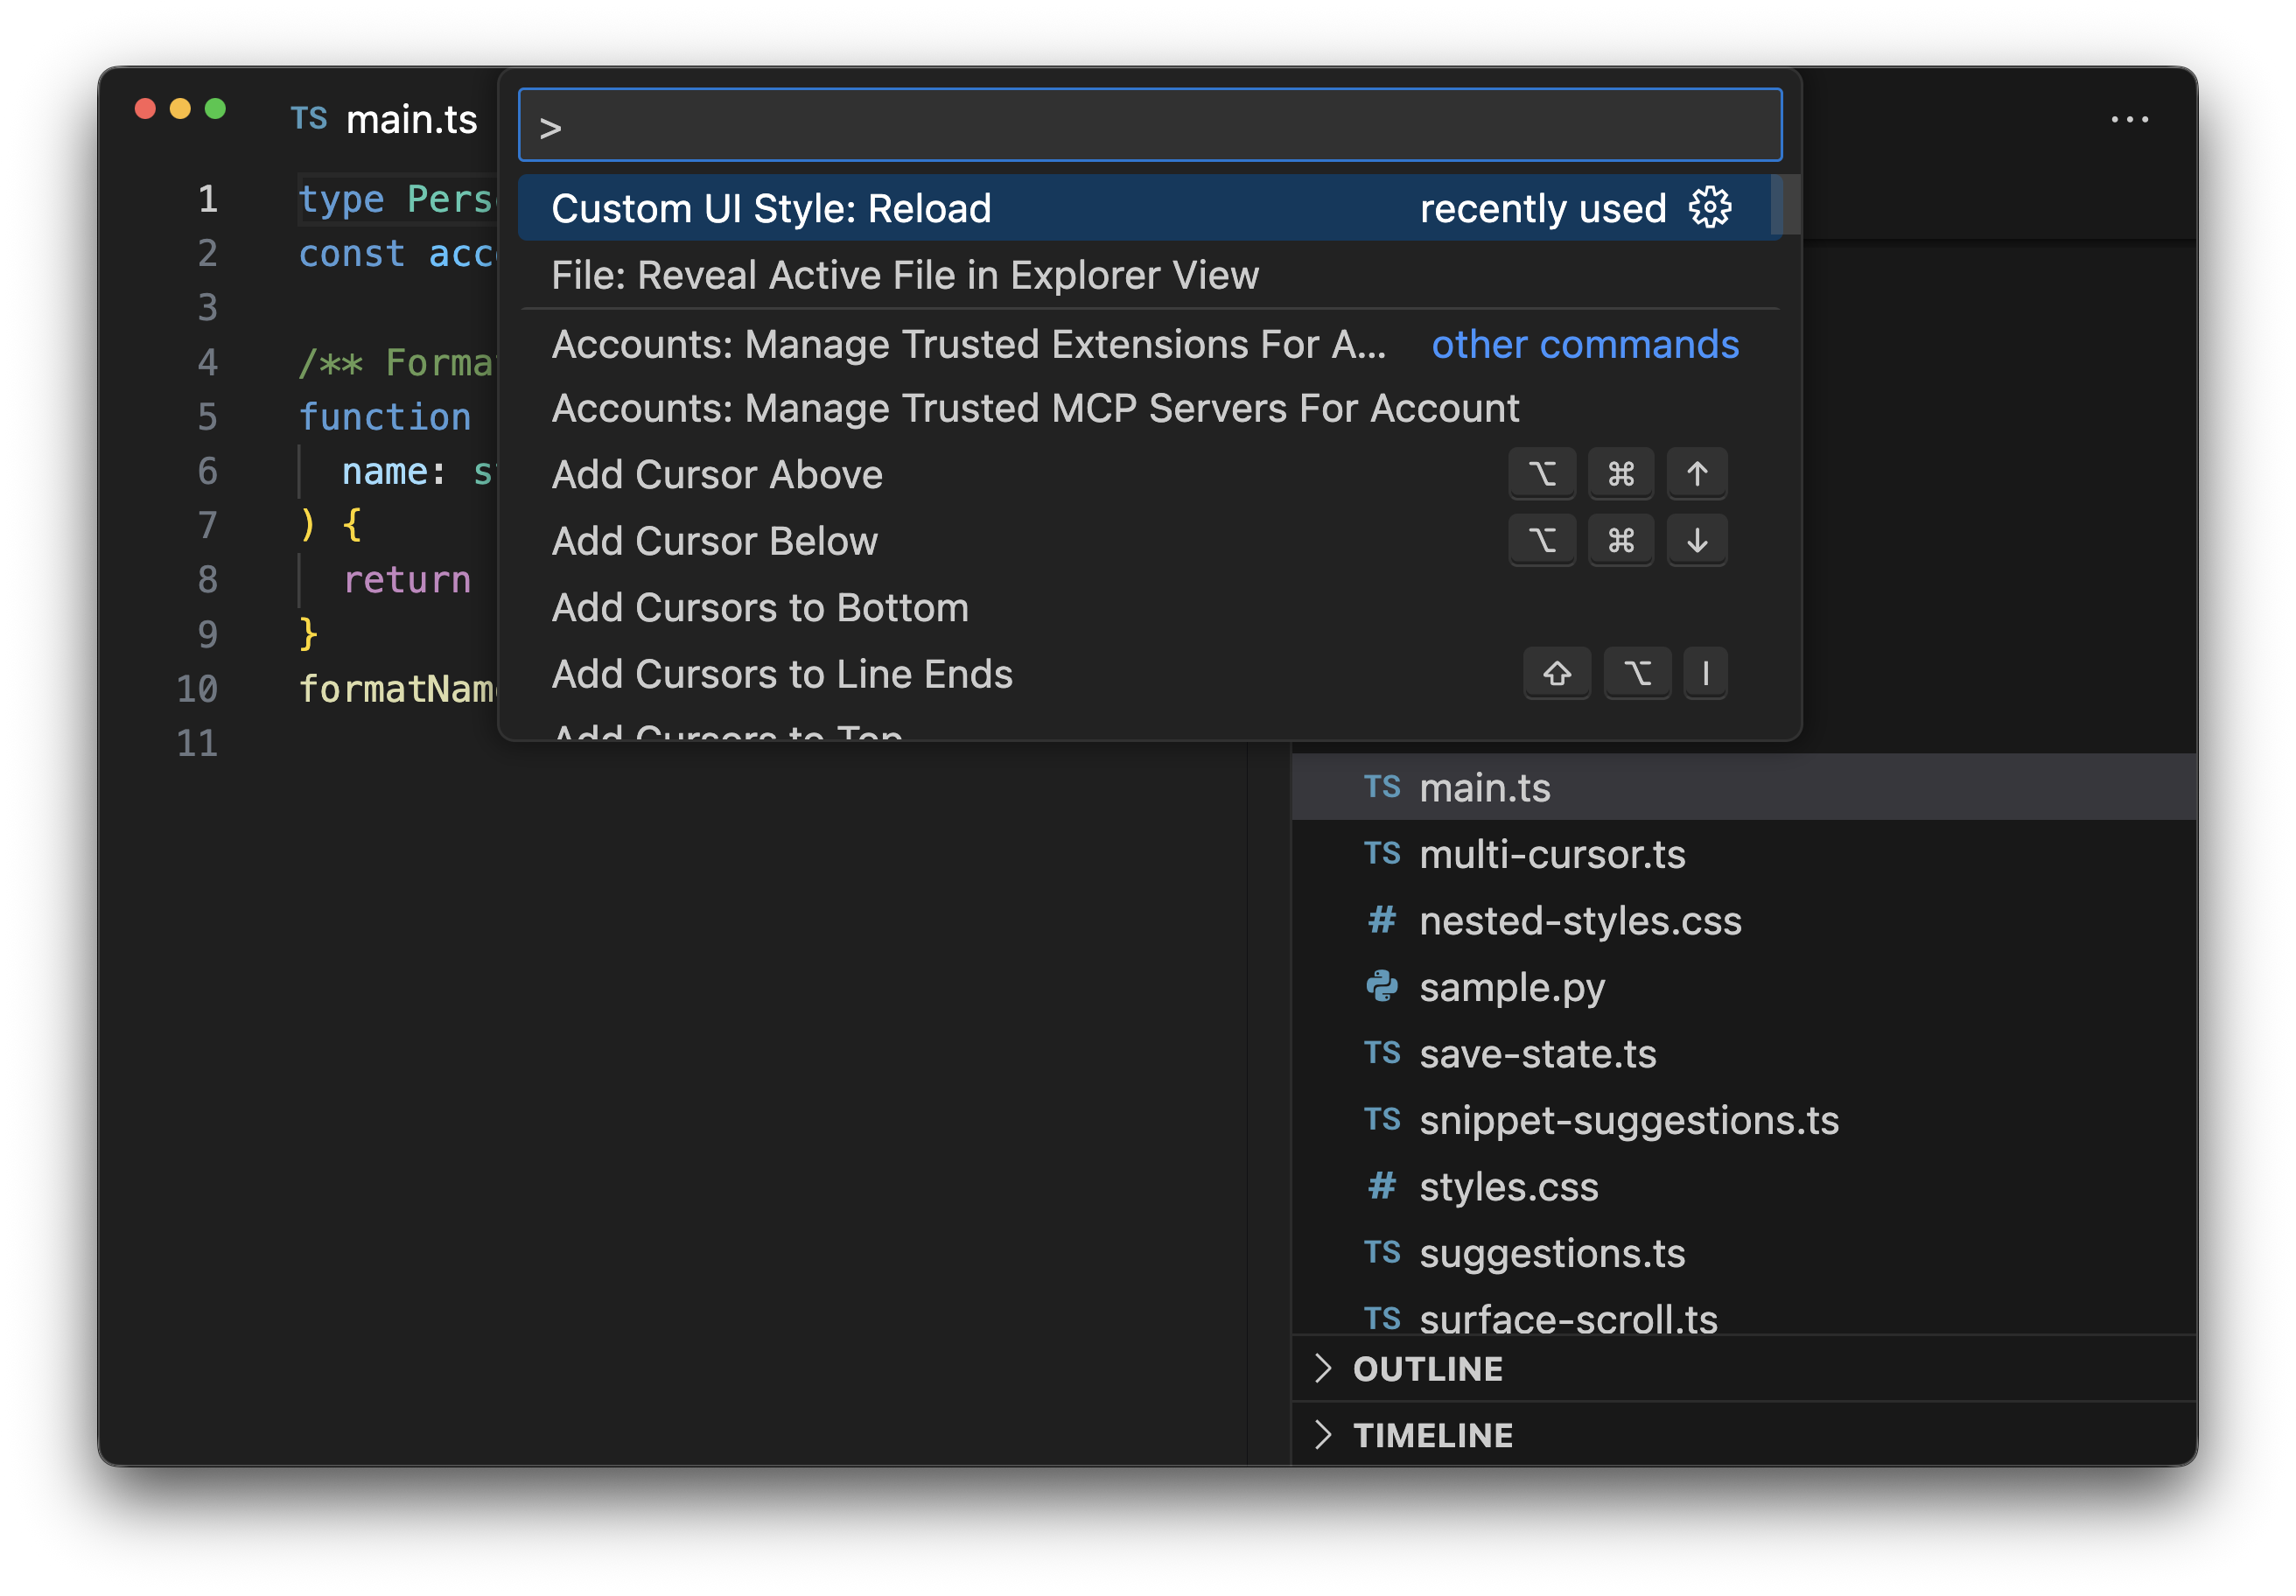 TS main.ts
>
Custom UI Style: Reload recently used
File: Reveal Active File in Explorer View
Accounts: Manage Trusted Extensions For A... other commands
Accounts: Manage Trusted MCP Servers For Account
Add Cursor Above ⌥ ⌘ ↑
Add Cursor Below ⌥ ⌘ ↓
Add Cursors to Bottom
Add Cursors to Line Ends ⇧ ⌥ I
Add Cursors to Top
1 type Perso
2 const acc
3
4 /** Forma
5 function
6 name: s
7 ) {
8 return
9 }
10 formatNam
11
TS main.ts
TS multi-cursor.ts
# nested-styles.css
sample.py
TS save-state.ts
TS snippet-suggestions.ts
# styles.css
TS suggestions.ts
TS surface-scroll.ts
OUTLINE
TIMELINE